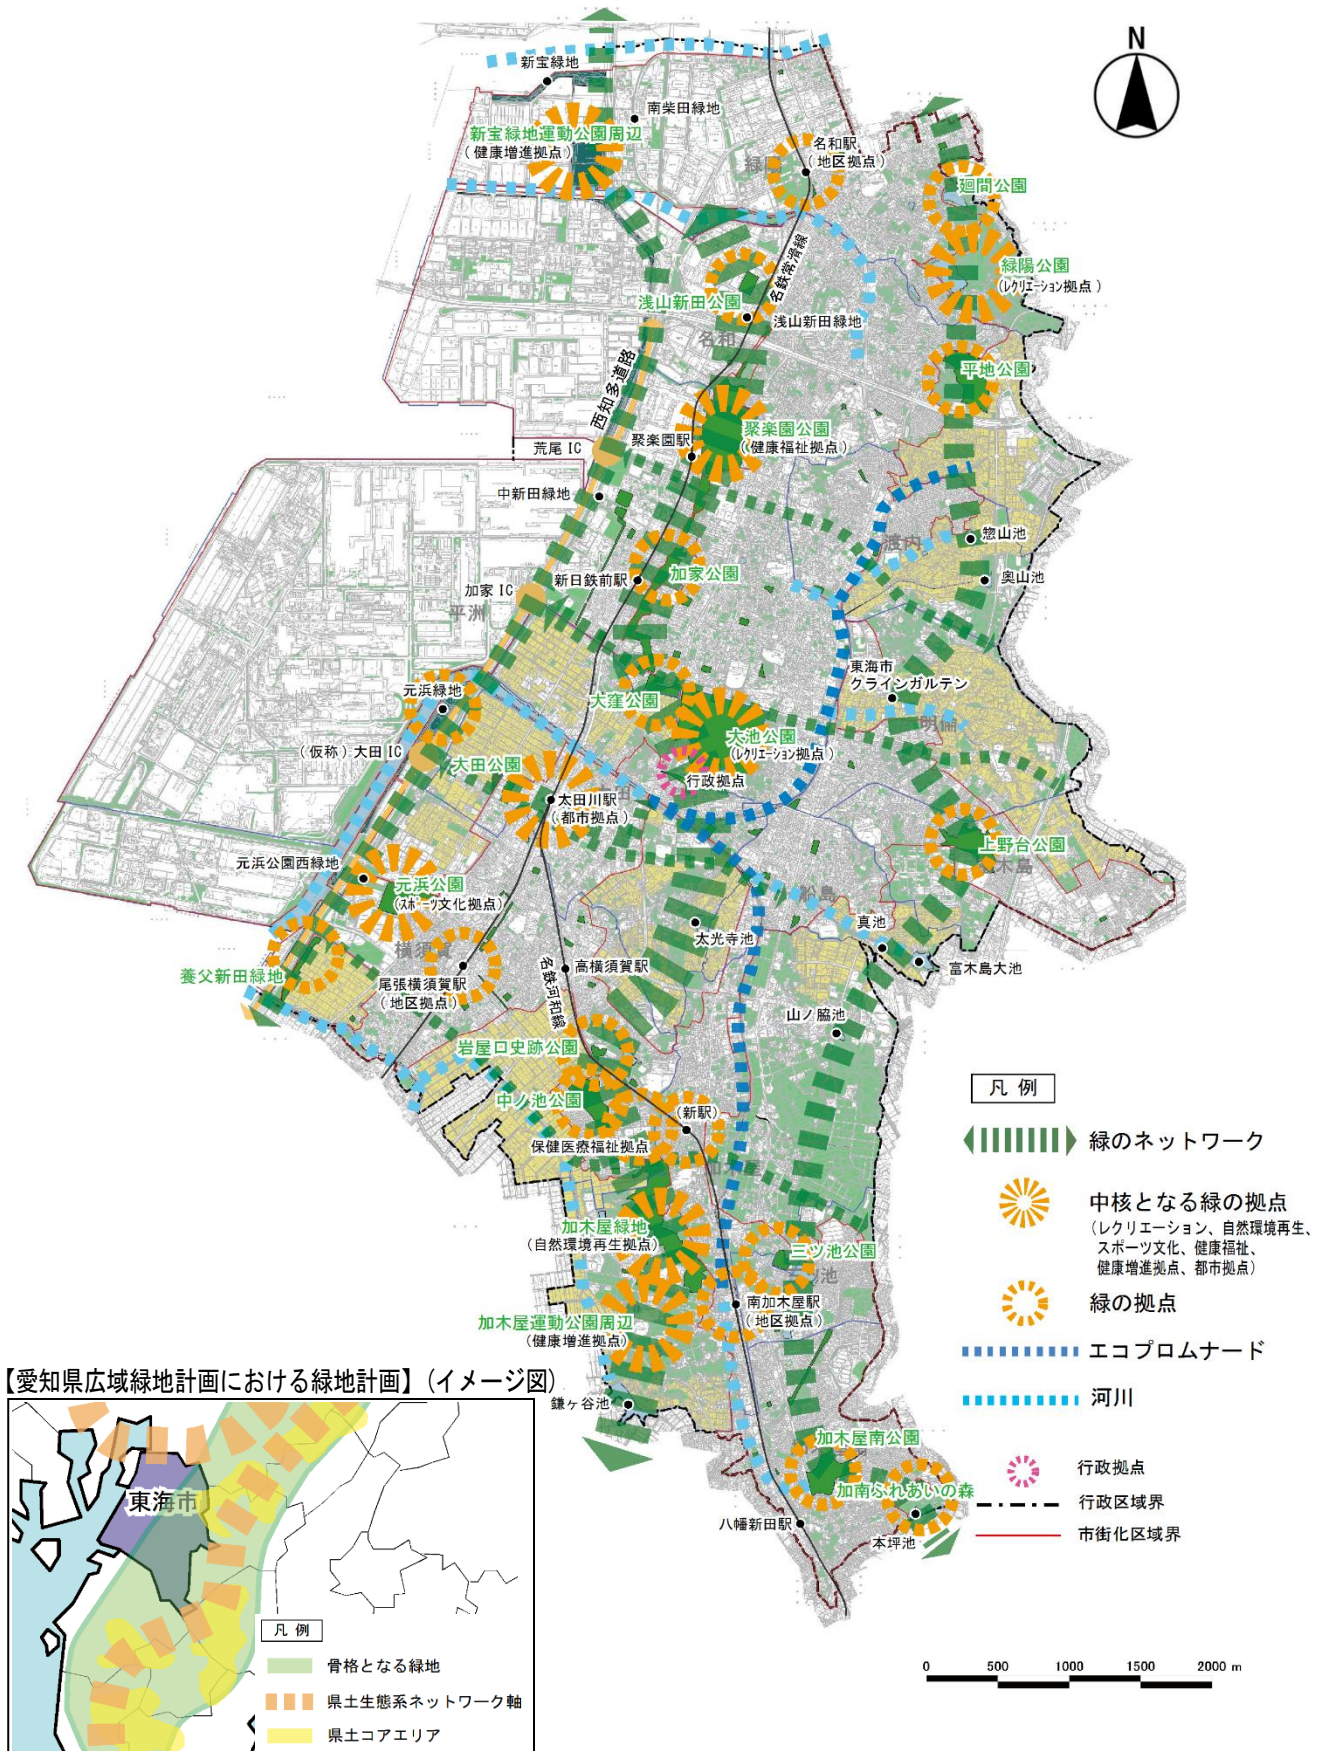 N
新宝緑地
南柴田緑地
新宝緑地運動公園周辺
(健康増進拠点)
緑陽
名和駅
(地区拠点)
廻間公園
緑陽公園
(レクリエーション拠点)
浅山新田公園
浅山新田緑地
名鉄常滑線
名和
平地公園
西知多道路
聚楽園公園
(健康福祉拠点)
聚楽園駅
荒尾 IC
中新田緑地
渡内
惣山池
奥山池
加家公園
新日鉄前駅
加家 IC
平洲
東海市
クラインガルテン
明倫
元浜緑地
大窪公園
大池公園
(レクリエーション拠点)
行政拠点
(仮称)大田 IC
大田公園
太田川駅
(都市拠点)
大田
上野台公園
富木島
元浜公園西緑地
元浜公園
(スポーツ文化拠点)
船島
真池
太光寺池
富木島大池
横須賀
養父新田緑地
尾張横須賀駅
(地区拠点)
名鉄河和線
高横須賀駅
山ノ脇池
岩屋口史跡公園
中ノ池公園
(新駅)
保健医療福祉拠点
加木屋
加木屋緑地
(自然環境再生拠点)
三ツ池公園
三ツ池
加木屋運動公園周辺
(健康増進拠点)
南加木屋駅
(地区拠点)
鎌ヶ谷池
加木屋南公園
加南ふれあいの森
八幡新田駅
本坪池
凡 例
緑のネットワーク
中核となる緑の拠点
(レクリエーション、自然環境再生、
スポーツ文化、健康福祉、
健康増進拠点、都市拠点)
緑の拠点
エコプロムナード
河川
行政拠点
行政区域界
市街化区域界
0 500 1000 1500 2000 m
【愛知県広域緑地計画における緑地計画】(イメージ図)
東海市
凡 例
骨格となる緑地
県土生態系ネットワーク軸
県土コアエリア